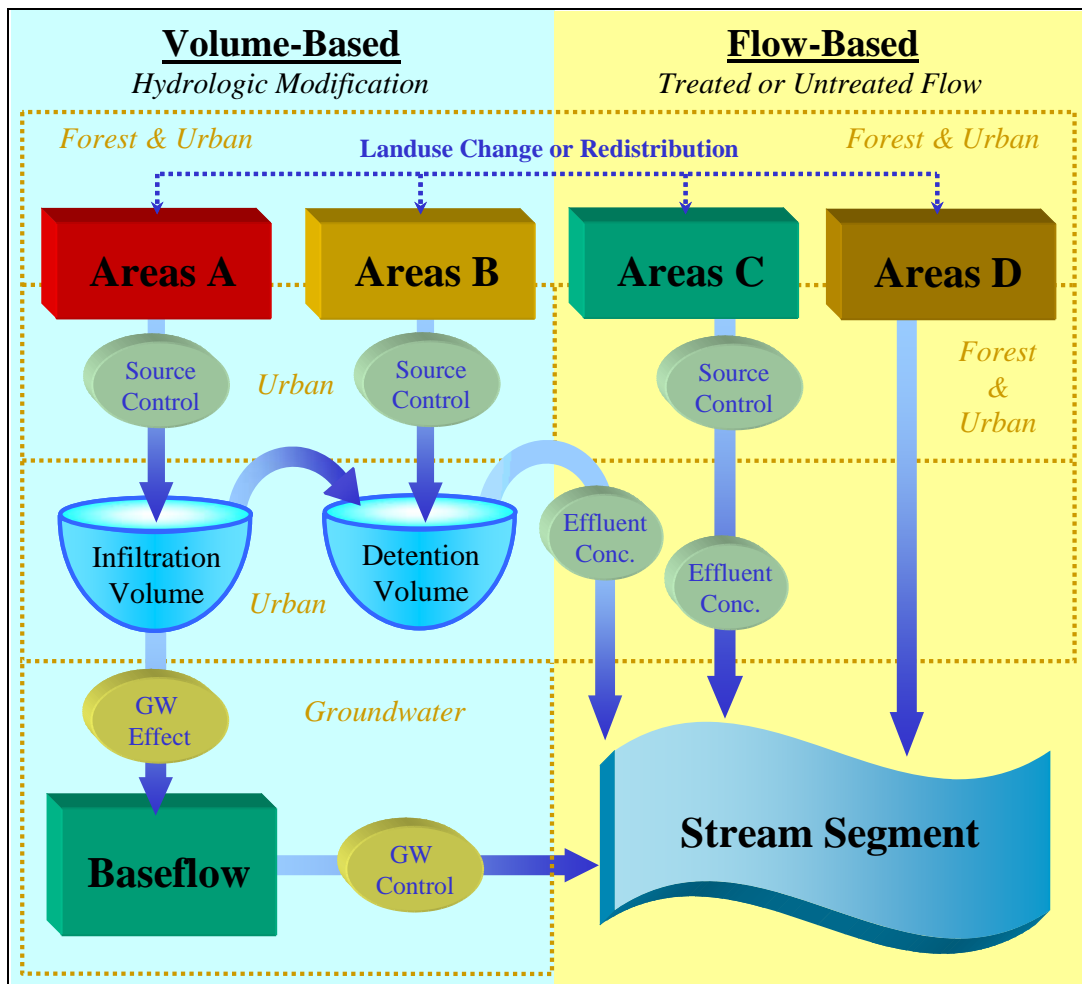 Volume-Based
Hydrologic Modification
Flow-Based
Treated or Untreated Flow
Forest & Urban
Forest & Urban
Landuse Change or Redistribution
Areas A
Areas B
Areas C
Areas D
Source
Control
Urban
Source
Control
Source
Control
Forest
&
Urban
Infiltration
Volume
Urban
Detention
Volume
Effluent
Conc.
Effluent
Conc.
GW
Effect
Groundwater
Baseflow
GW
Control
Stream Segment